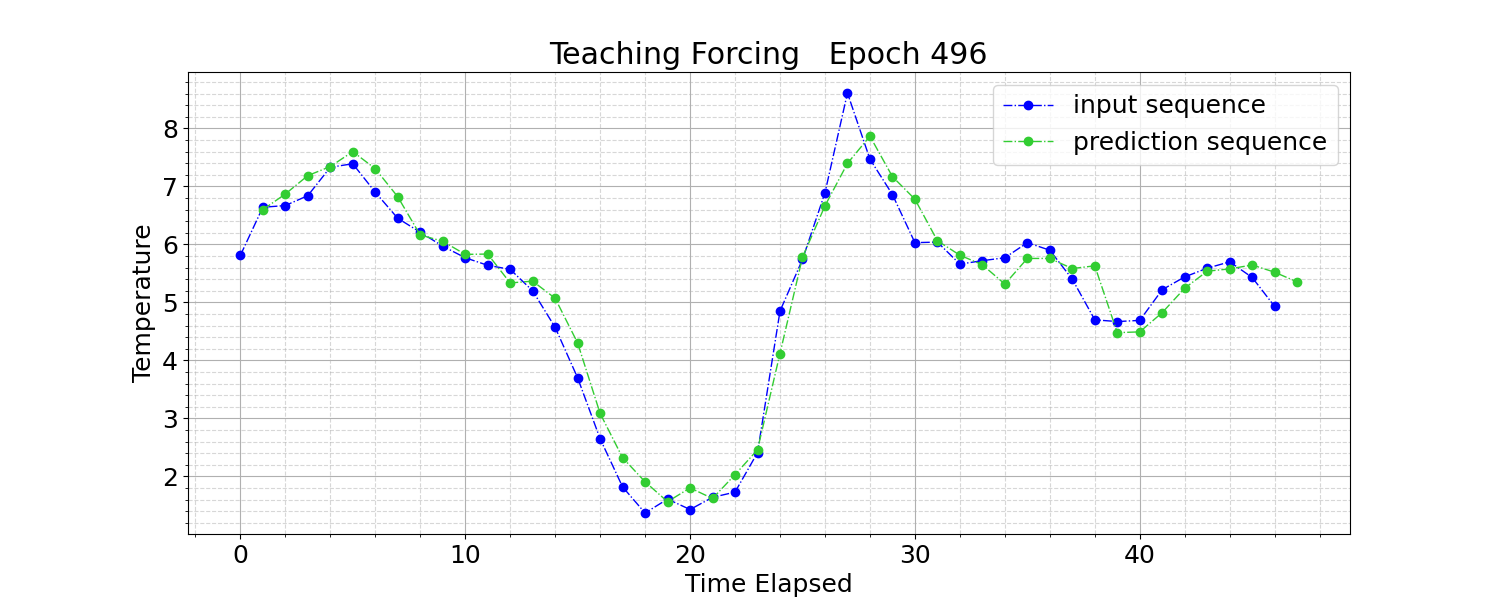 Teaching Forcing   Epoch 496
input sequence
prediction sequence
Temperature
8
7
6
5
4
3
2
0 10 20 30 40
Time Elapsed